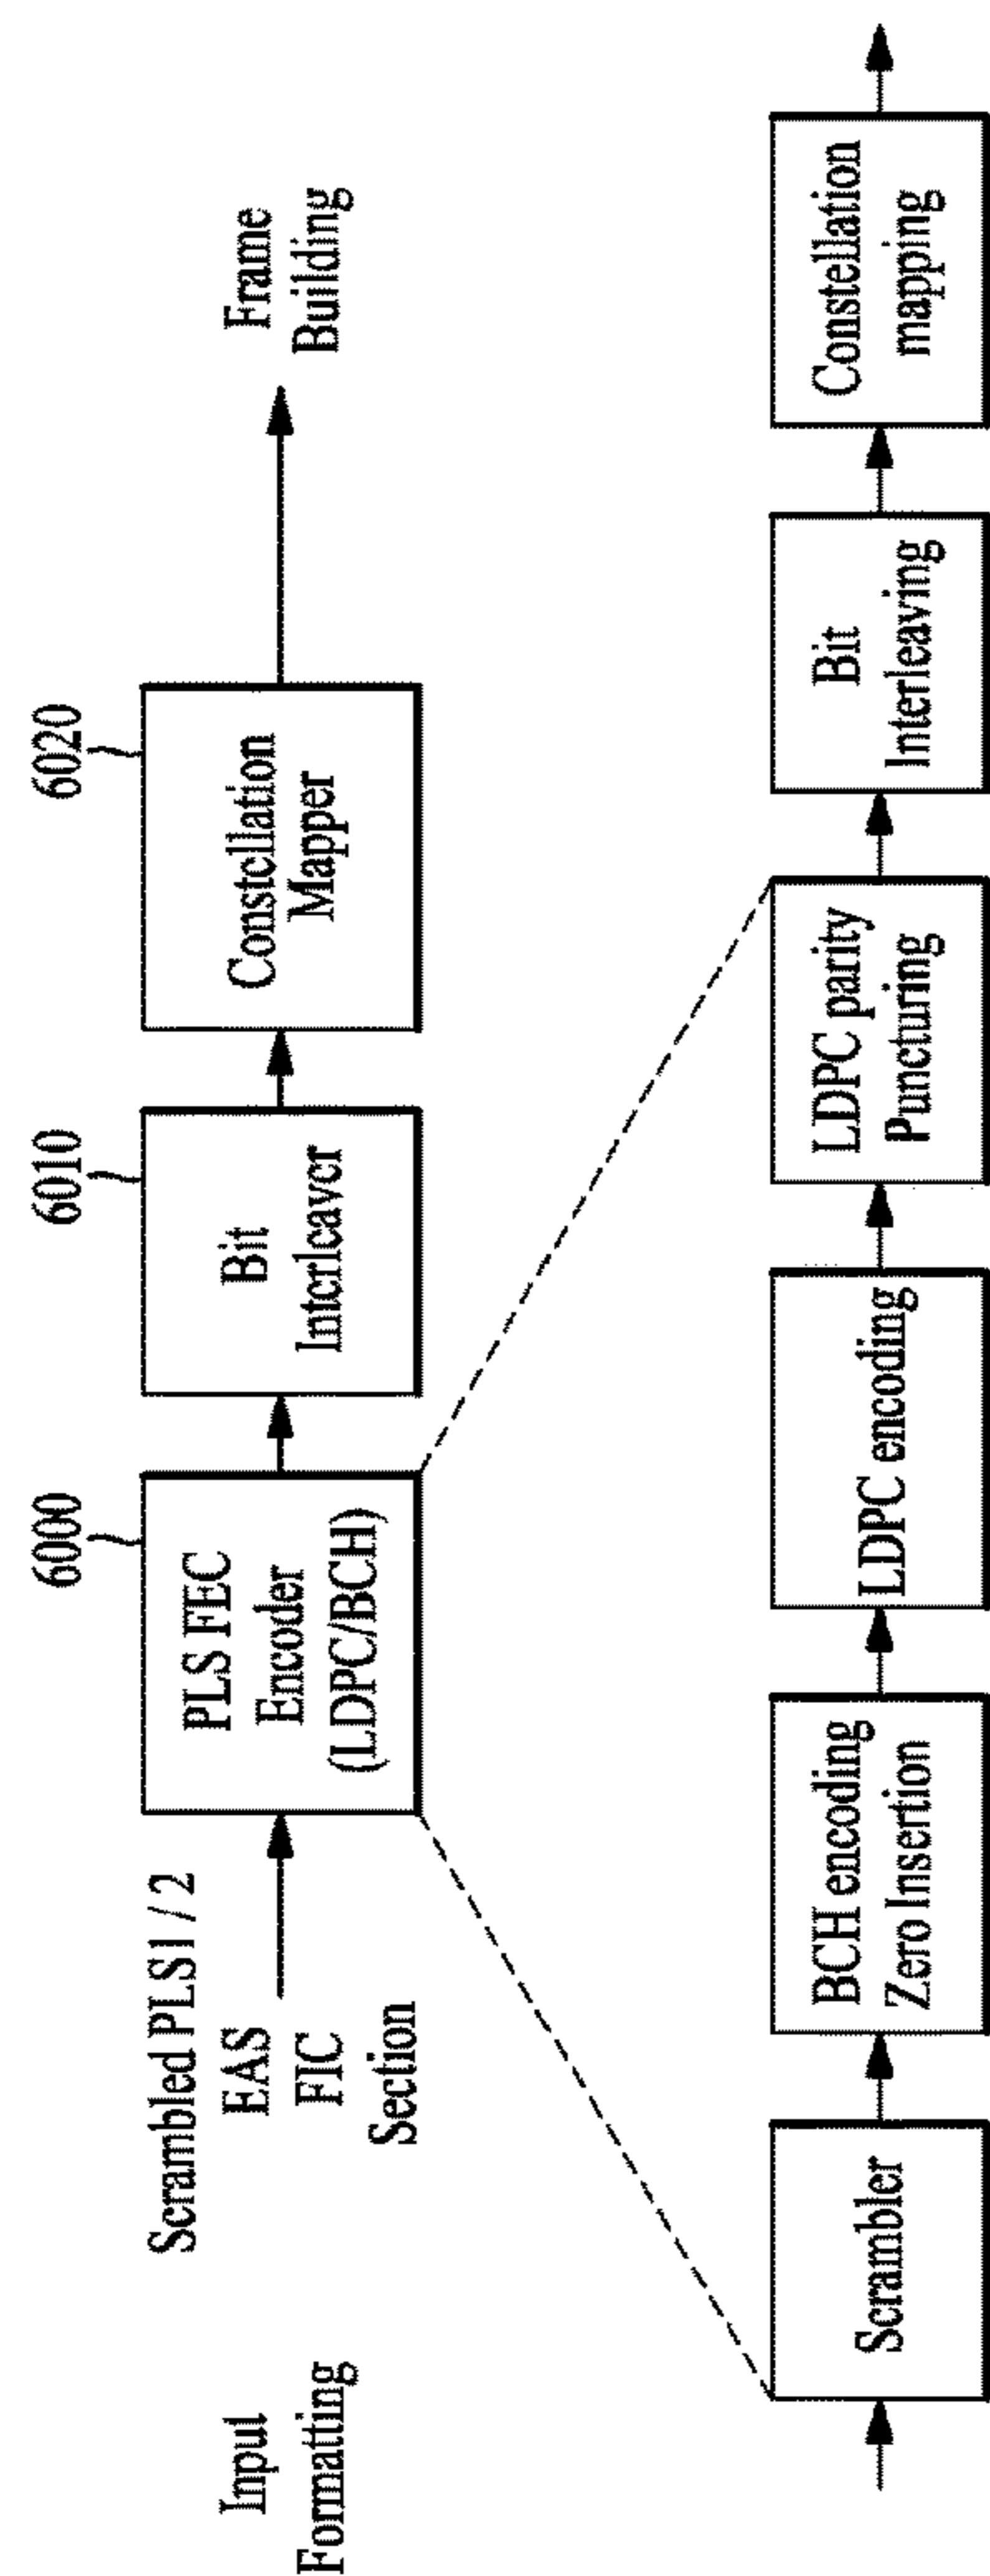 Input
Formatting
Scrambled PLS1 / 2
EAS
FIC
Section
6000
PLS FEC
Encoder
(LDPC/BCH)
6010
Bit
Interleaver
6020
Constellation
Mapper
Frame
Building
Scrambler
BCH encoding
Zero Insertion
LDPC encoding
LDPC parity
Puncturing
Bit
Interleaving
Constellation
mapping